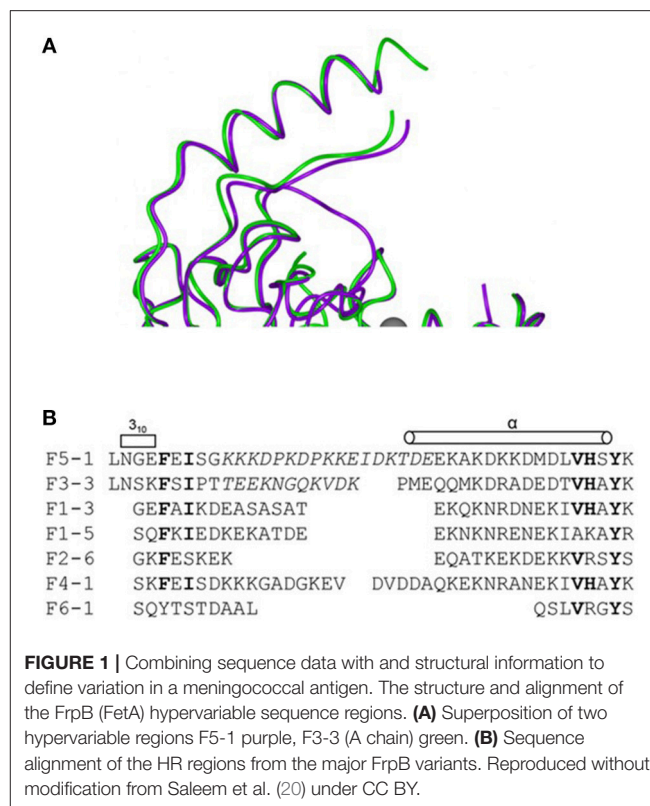 A
B
3₁₀ α
F5-1 LNGEFEISGKKKDPKDPKKEIDKTDEEKAKDKKDMDLVHSYK
F3-3 LNSKFSIPTTEEKNGQKVDK PMEQQMKDRADEDTVHAYK
F1-3 GEFAIKDEASASAT EKQKNRDNEKIVHAYK
F1-5 SQFKIEDKEKATDE EKNKNRENEKIAKAYR
F2-6 GKFESKEK EQATKEKDEKKVRSYS
F4-1 SKFEISDKKKGADGKEV DVDDAQKEKNRANEKIVHAYK
F6-1 SQYTSTDAAL QSLVRGYS
FIGURE 1 | Combining sequence data with and structural information to
define variation in a meningococcal antigen. The structure and alignment of
the FrpB (FetA) hypervariable sequence regions. (A) Superposition of two
hypervariable regions F5-1 purple, F3-3 (A chain) green. (B) Sequence
alignment of the HR regions from the major FrpB variants. Reproduced without
modification from Saleem et al. (20) under CC BY.